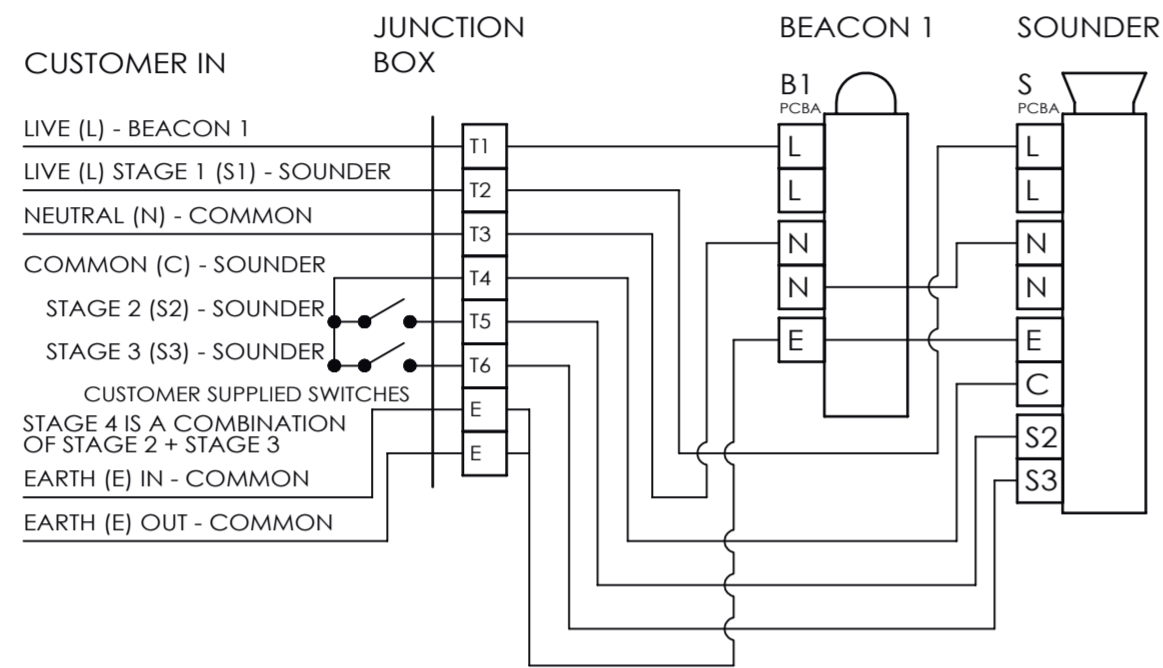 CUSTOMER IN
JUNCTION
BOX
BEACON 1
SOUNDER
LIVE (L) - BEACON 1
LIVE (L) STAGE 1 (S1) - SOUNDER
NEUTRAL (N) - COMMON
COMMON (C) - SOUNDER
STAGE 2 (S2) - SOUNDER
STAGE 3 (S3) - SOUNDER
CUSTOMER SUPPLIED SWITCHES
STAGE 4 IS A COMBINATION
OF STAGE 2 + STAGE 3
EARTH (E) IN - COMMON
EARTH (E) OUT - COMMON
T1
T2
T3
T4
T5
T6
E
E
B1
PCBA
L
L
N
N
E
S
PCBA
L
L
N
N
E
C
S2
S3